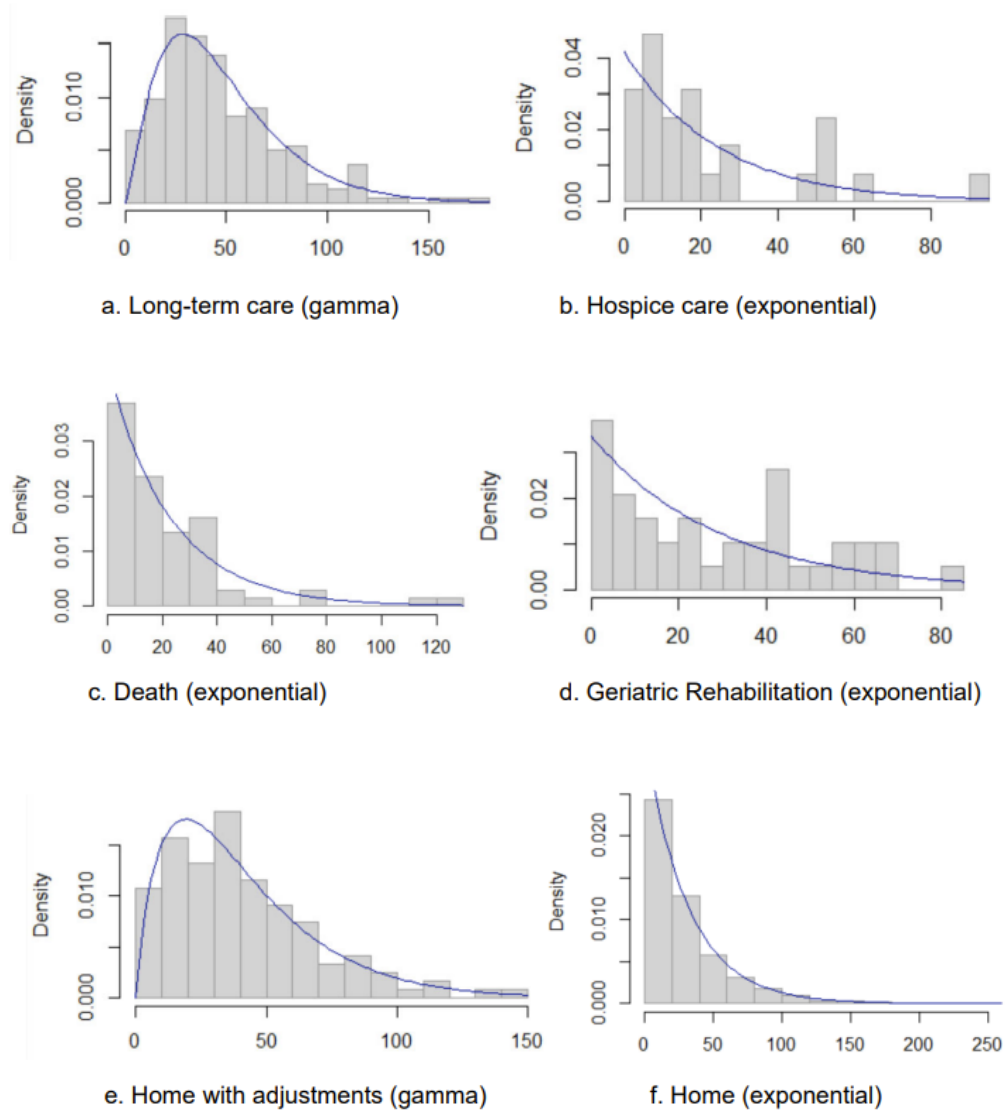 Density
0.000 0.010
0 50 100 150
a. Long-term care (gamma)
Density
0.00 0.02 0.04
0 20 40 60 80
b. Hospice care (exponential)
Density
0.00 0.01 0.02 0.03
0 20 40 60 80 100 120
c. Death (exponential)
Density
0.00 0.02
0 20 40 60 80
d. Geriatric Rehabilitation (exponential)
Density
0.000 0.010
0 50 100 150
e. Home with adjustments (gamma)
Density
0.000 0.010 0.020
0 50 100 150 200 250
f. Home (exponential)